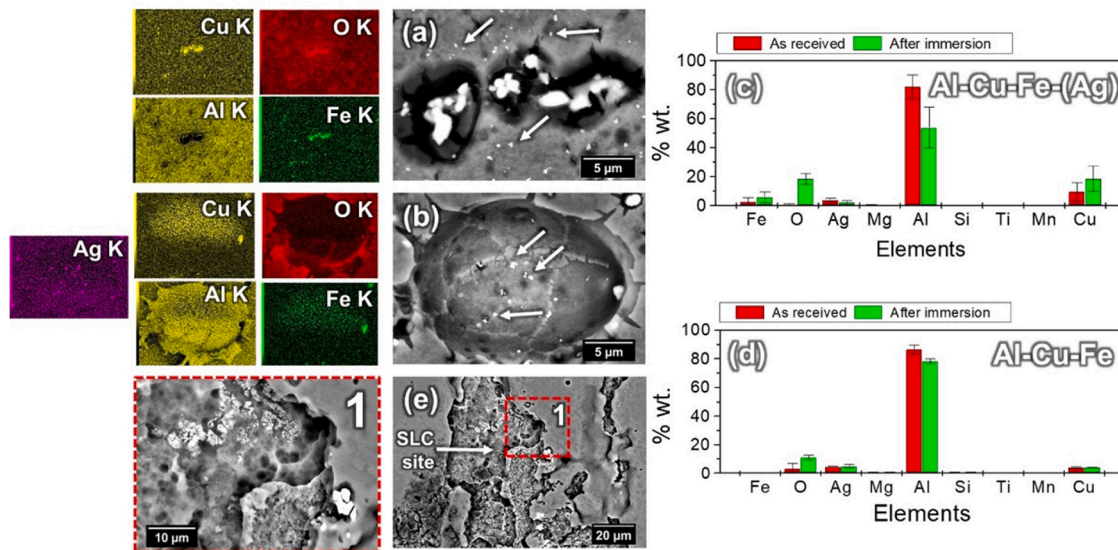 Cu K
O K
Al K
Fe K
Ag K
Cu K
O K
Al K
Fe K
1
10 µm
(a)
5 µm
(b)
5 µm
(e)
1
SLC
site
20 µm
As received After immersion
(c) Al-Cu-Fe-(Ag)
% wt.
100
80
60
40
20
0
Fe O Ag Mg Al Si Ti Mn Cu
Elements
As received After immersion
(d) Al-Cu-Fe
% wt.
100
80
60
40
20
0
Fe O Ag Mg Al Si Ti Mn Cu
Elements